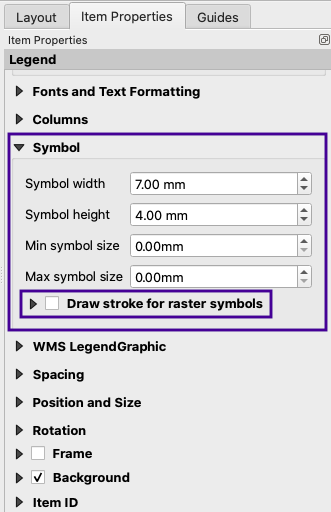 Layout Item Properties Guides
Item Properties
Legend
Fonts and Text Formatting
Columns
Symbol
Symbol width 7.00 mm
Symbol height 4.00 mm
Min symbol size 0.00mm
Max symbol size 0.00mm
Draw stroke for raster symbols
WMS LegendGraphic
Spacing
Position and Size
Rotation
Frame
Background
Item ID